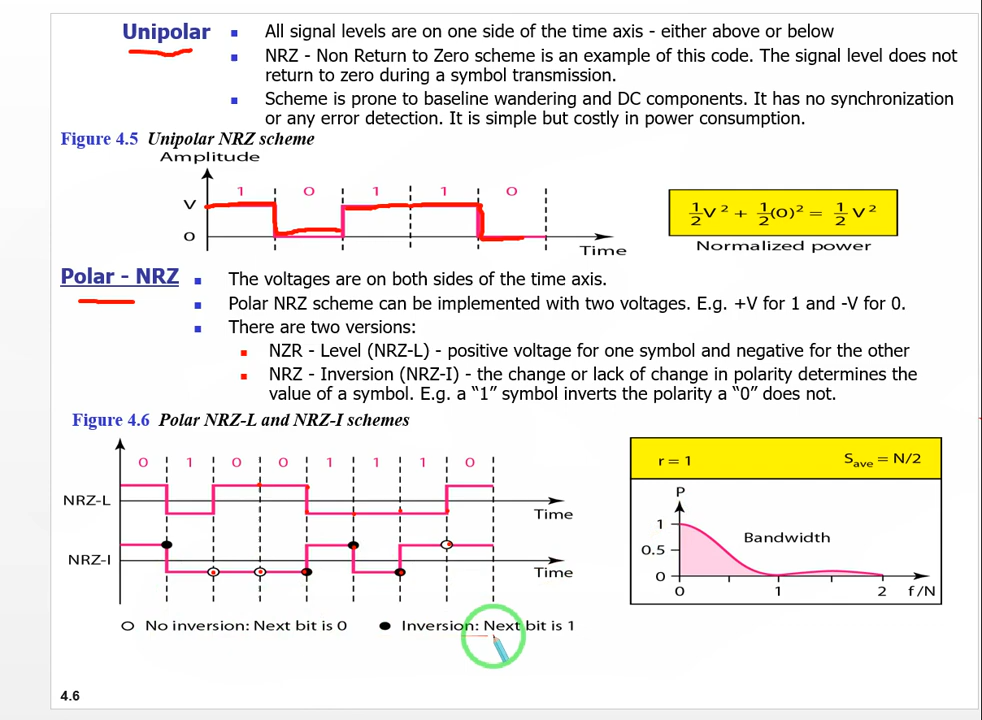 Unipolar
▪ All signal levels are on one side of the time axis - either above or below
▪ NRZ - Non Return to Zero scheme is an example of this code. The signal level does not
return to zero during a symbol transmission.
▪ Scheme is prone to baseline wandering and DC components. It has no synchronization
or any error detection. It is simple but costly in power consumption.
Figure 4.5 Unipolar NRZ scheme
Amplitude
1 0 1 1 0
V
0
Time
½V² + ½(0)² = ½V²
Normalized power
Polar - NRZ
▪ The voltages are on both sides of the time axis.
▪ Polar NRZ scheme can be implemented with two voltages. E.g. +V for 1 and -V for 0.
▪ There are two versions:
▪ NZR - Level (NRZ-L) - positive voltage for one symbol and negative for the other
▪ NRZ - Inversion (NRZ-I) - the change or lack of change in polarity determines the
value of a symbol. E.g. a “1” symbol inverts the polarity a “0” does not.
Figure 4.6 Polar NRZ-L and NRZ-I schemes
0 1 0 0 1 1 1 0
NRZ-L
Time
NRZ-I
Time
O No inversion: Next bit is 0 ● Inversion: Next bit is 1
r = 1 Save = N/2
P
1
Bandwidth
0.5
0
0 1 2 f/N
4.6